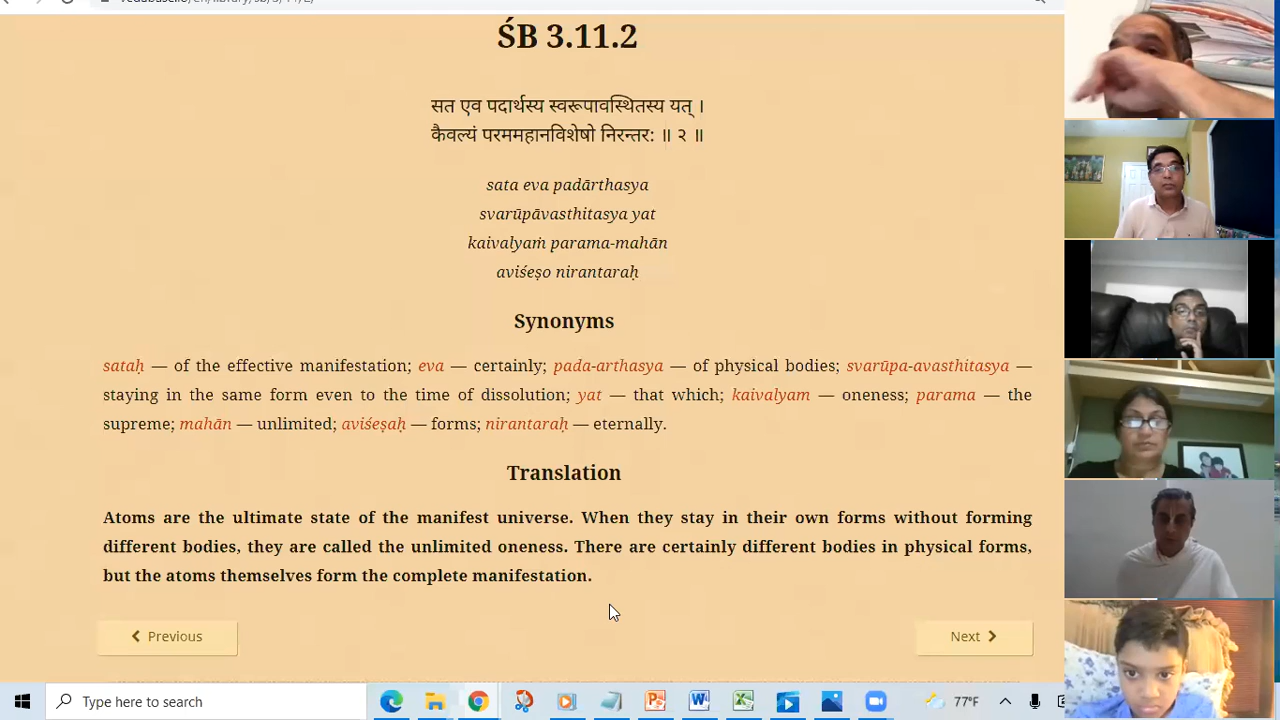 ŚB 3.11.2
सत एव पदार्थस्य स्वरूपावस्थितस्य यत् ।
कैवल्यं परममहानविशेषो निरन्तर: ॥ २ ॥
sata eva padārthasya
svarūpāvasthitasya yat
kaivalyaṁ parama-mahān
aviśeṣo nirantaraḥ
Synonyms
sataḥ — of the effective manifestation; eva — certainly; pada-arthasya — of physical bodies; svarūpa-avasthitasya —
staying in the same form even to the time of dissolution; yat — that which; kaivalyam — oneness; parama — the
supreme; mahān — unlimited; aviśeṣaḥ — forms; nirantaraḥ — eternally.
Translation
Atoms are the ultimate state of the manifest universe. When they stay in their own forms without forming
different bodies, they are called the unlimited oneness. There are certainly different bodies in physical forms,
but the atoms themselves form the complete manifestation.
Previous
Next
Type here to search
77°F